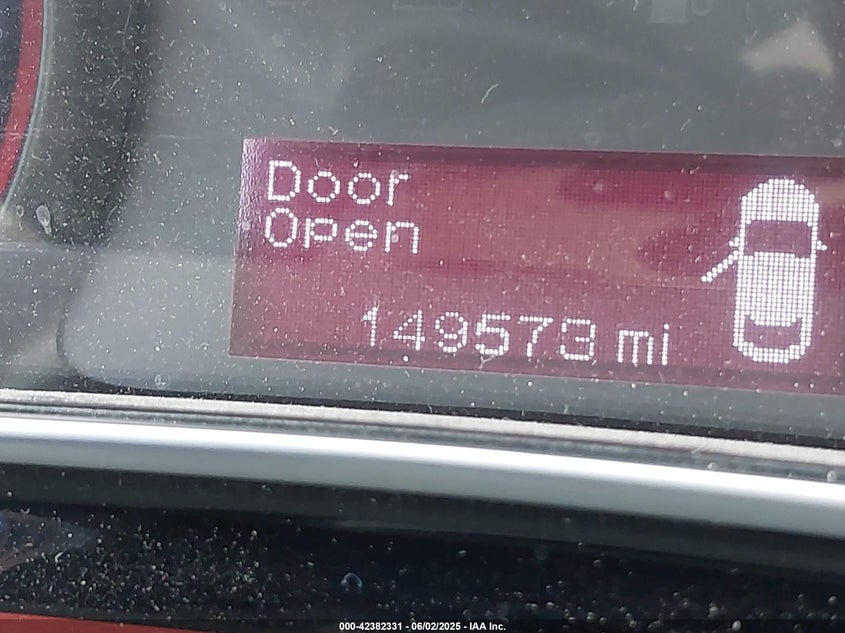 Door
Open
149573 mi
000-42382331 - 06/02/2025 - IAA Inc.